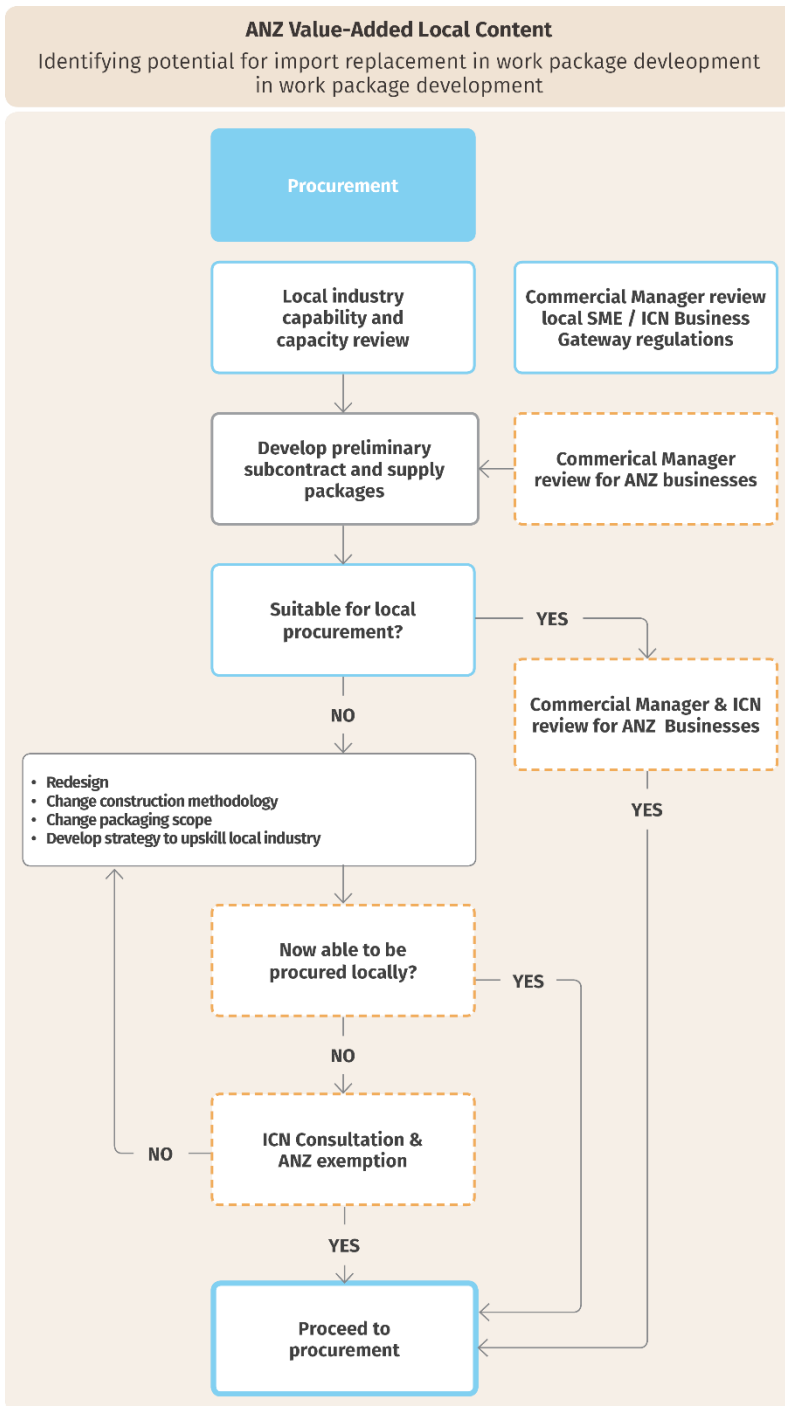 ANZ Value-Added Local Content
Identifying potential for import replacement in work package devleopment
in work package development
Procurement
Local industry
capability and
capacity review
Commercial Manager review
local SME / ICN Business
Gateway regulations
Develop preliminary
subcontract and supply
packages
Commerical Manager
review for ANZ businesses
Suitable for local
procurement?
YES
Commercial Manager & ICN
review for ANZ Businesses
NO
YES
• Redesign
• Change construction methodology
• Change packaging scope
• Develop strategy to upskill local industry
Now able to be
procured locally?
YES
NO
ICN Consultation &
ANZ exemption
NO
YES
Proceed to
procurement